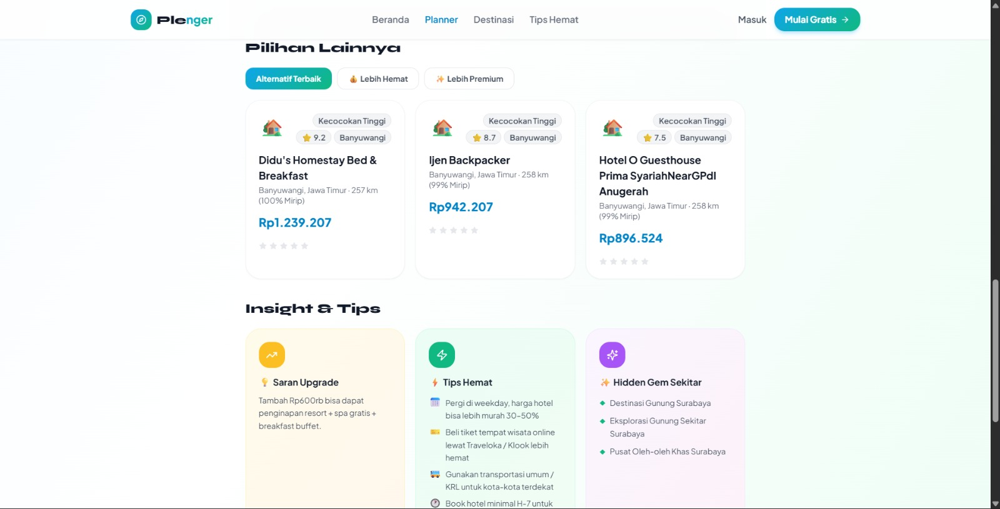 Plenger
Beranda
Planner
Destinasi
Tips Hemat
Masuk
Mulai Gratis →
Pilihan Lainnya
Alternatif Terbaik
Lebih Hemat
Lebih Premium
Kecocokan Tinggi
9.2
Banyuwangi
Didu's Homestay Bed &
Breakfast
Banyuwangi, Jawa Timur · 257 km
(100% Mirip)
Rp1.239.207
Kecocokan Tinggi
8.7
Banyuwangi
Ijen Backpacker
Banyuwangi, Jawa Timur · 258 km
(99% Mirip)
Rp942.207
Kecocokan Tinggi
7.5
Banyuwangi
Hotel O Guesthouse
Prima SyariahNearGPdI
Anugerah
Banyuwangi, Jawa Timur · 258 km
(99% Mirip)
Rp896.524
Insight & Tips
Saran Upgrade
Tambah Rp600rb bisa dapat
penginapan resort + spa gratis +
breakfast buffet.
Tips Hemat
Pergi di weekday, harga hotel
bisa lebih murah 30–50%
Beli tiket tempat wisata online
lewat Traveloka / Klook lebih
hemat
Gunakan transportasi umum /
KRL untuk kota-kota terdekat
Book hotel minimal H-7 untuk
Hidden Gem Sekitar
Destinasi Gunung Surabaya
Eksplorasi Gunung Sekitar
Surabaya
Pusat Oleh-oleh Khas Surabaya